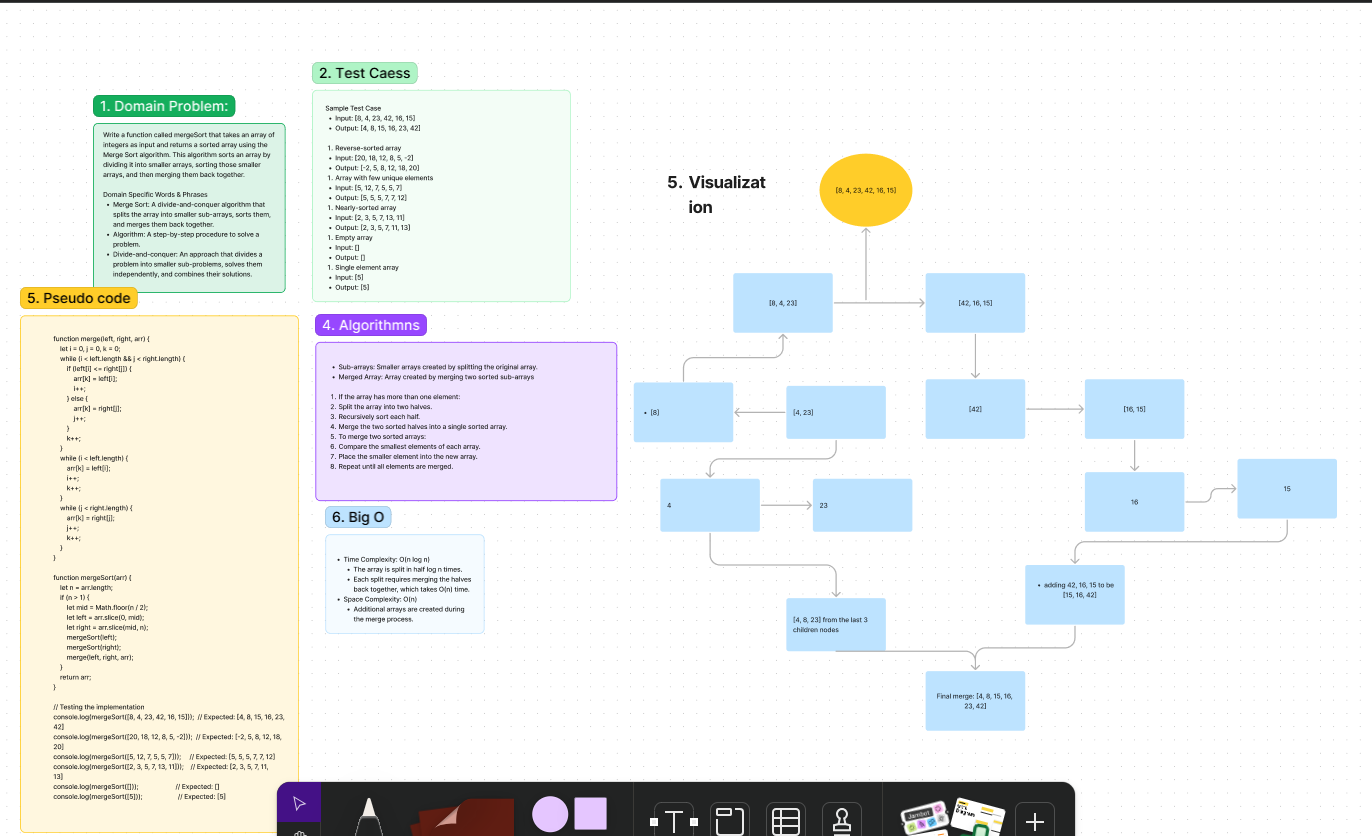 1. Domain Problem:
Write a function called mergeSort that takes an array of
integers as input and returns a sorted array using the
Merge Sort algorithm. This algorithm sorts an array by
dividing it into smaller arrays, sorting those smaller
arrays, and then merging them back together.
Domain Specific Words & Phrases
• Merge Sort: A divide-and-conquer algorithm that
splits the array into smaller sub-arrays, sorts them,
and merges them back together.
• Algorithm: A step-by-step procedure to solve a
problem.
• Divide-and-conquer: An approach that divides a
problem into smaller sub-problems, solves them
independently, and combines their solutions.
2. Test Caess
Sample Test Case
• Input: [8, 4, 23, 42, 16, 15]
• Output: [4, 8, 15, 16, 23, 42]
1. Reverse-sorted array
• Input: [20, 18, 12, 8, 5, -2]
• Output: [-2, 5, 8, 12, 18, 20]
1. Array with few unique elements
• Input: [5, 12, 7, 5, 5, 7]
• Output: [5, 5, 5, 7, 7, 12]
1. Nearly-sorted array
• Input: [2, 3, 5, 7, 13, 11]
• Output: [2, 3, 5, 7, 11, 13]
1. Empty array
• Input: []
• Output: []
1. Single element array
• Input: [5]
• Output: [5]
5. Pseudo code
function merge(left, right, arr) {
let i = 0, j = 0, k = 0;
while (i < left.length && j < right.length) {
if (left[i] <= right[j]) {
arr[k] = left[i];
i++;
} else {
arr[k] = right[j];
j++;
}
k++;
}
while (i < left.length) {
arr[k] = left[i];
i++;
k++;
}
while (j < right.length) {
arr[k] = right[j];
j++;
k++;
}
}
function mergeSort(arr) {
let n = arr.length;
if (n > 1) {
let mid = Math.floor(n / 2);
let left = arr.slice(0, mid);
let right = arr.slice(mid, n);
mergeSort(left);
mergeSort(right);
merge(left, right, arr);
}
return arr;
}
// Testing the implementation
console.log(mergeSort([8, 4, 23, 42, 16, 15])); // Expected: [4, 8, 15, 16, 23,
42]
console.log(mergeSort([20, 18, 12, 8, 5, -2])); // Expected: [-2, 5, 8, 12, 18,
20]
console.log(mergeSort([5, 12, 7, 5, 5, 7])); // Expected: [5, 5, 5, 7, 7, 12]
console.log(mergeSort([2, 3, 5, 7, 13, 11])); // Expected: [2, 3, 5, 7, 11,
13]
console.log(mergeSort([])); // Expected: []
console.log(mergeSort([5])); // Expected: [5]
4. Algorithmns
• Sub-arrays: Smaller arrays created by splitting the original array.
• Merged Array: Array created by merging two sorted sub-arrays
1. If the array has more than one element:
2. Split the array into two halves.
3. Recursively sort each half.
4. Merge the two sorted halves into a single sorted array.
5. To merge two sorted arrays:
6. Compare the smallest elements of each array.
7. Place the smaller element into the new array.
8. Repeat until all elements are merged.
6. Big O
• Time Complexity: O(n log n)
• The array is split in half log n times.
• Each split requires merging the halves
back together, which takes O(n) time.
• Space Complexity: O(n)
• Additional arrays are created during
the merge process.
5. Visualizat
ion
[8, 4, 23, 42, 16, 15]
[8, 4, 23]
[42, 16, 15]
• [8]
[4, 23]
[42]
[16, 15]
4
23
16
15
• adding 42, 16, 15 to be
[15, 16, 42]
[4, 8, 23] from the last 3
children nodes
Final merge: [4, 8, 15, 16,
23, 42]
T
Jambot